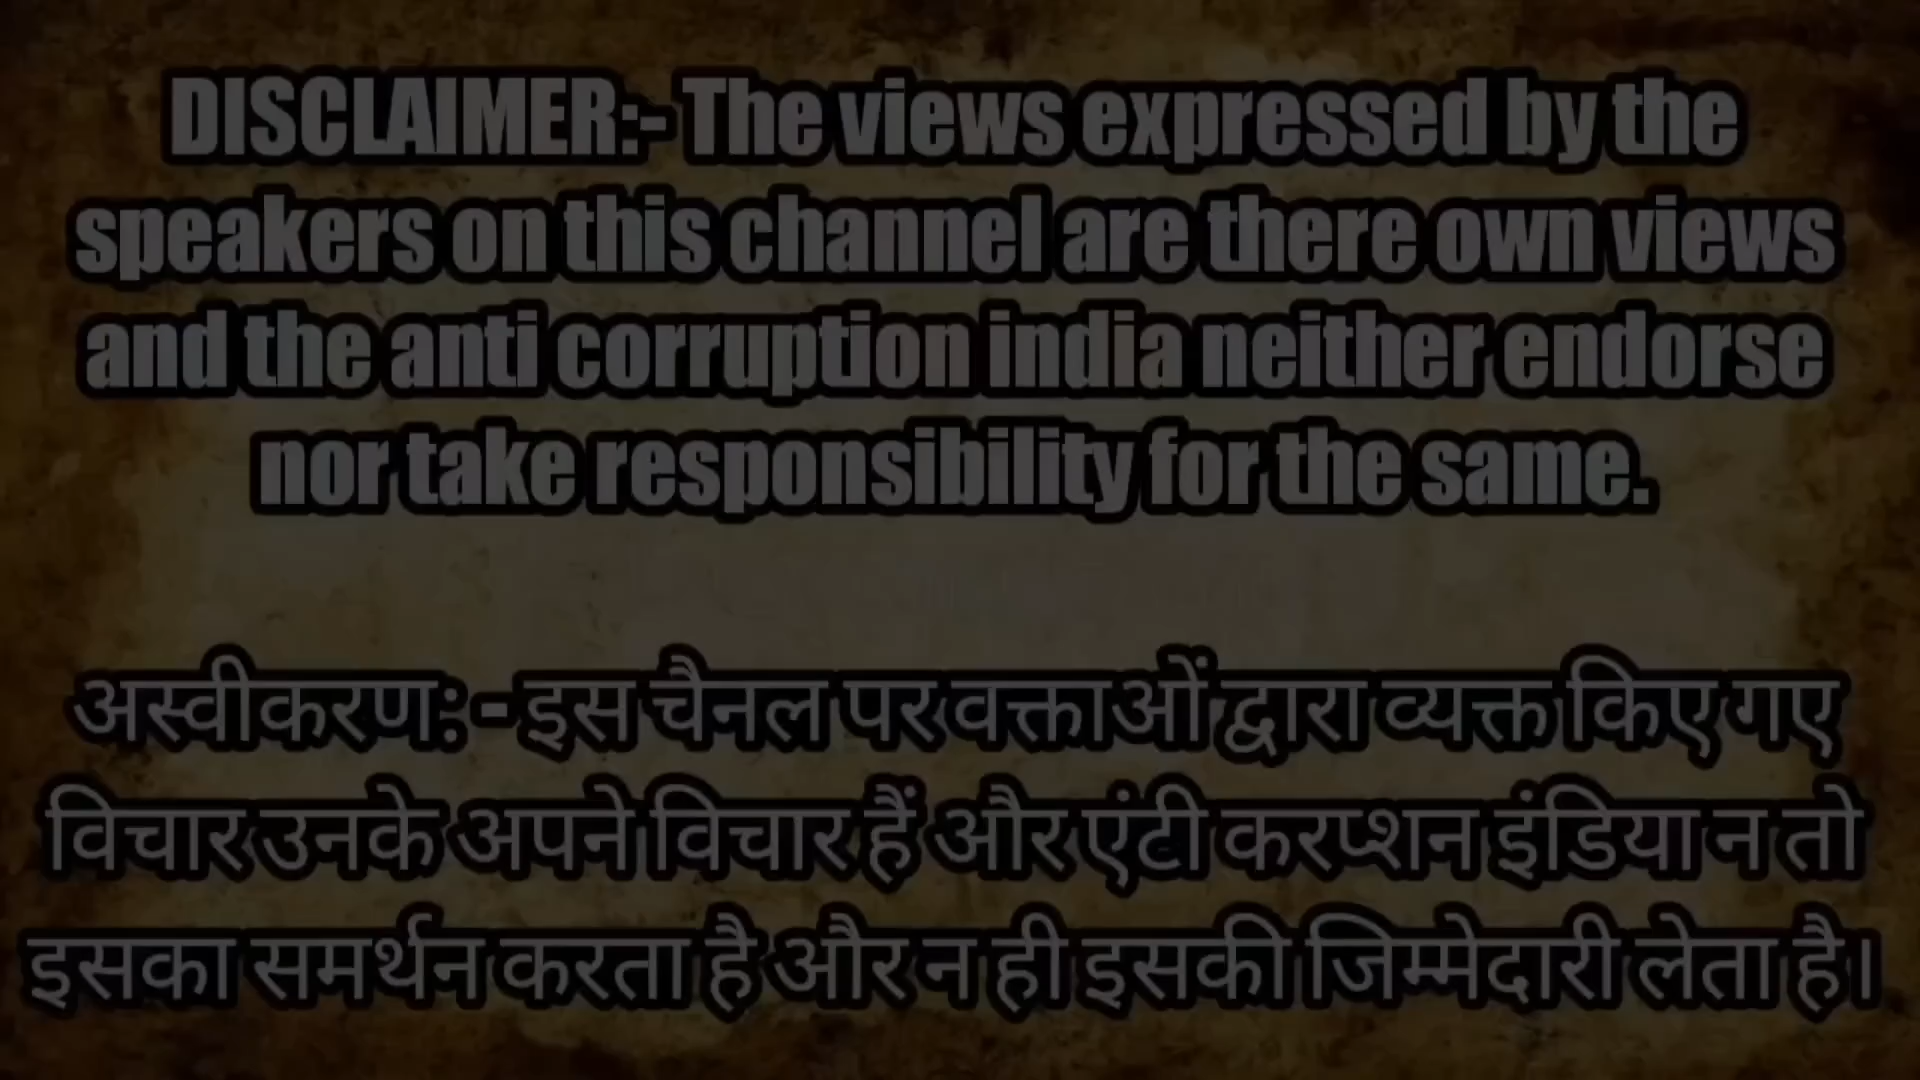 DISCLAIMER:- The views expressed by the
speakers on this channel are there own views
and the anti corruption india neither endorse
nor take responsibility for the same.
अस्वीकरण: - इस चैनल पर वक्ताओं द्वारा व्यक्त किए गए
विचार उनके अपने विचार हैं और एंटी करप्शन इंडिया न तो
इसका समर्थन करता है और न ही इसकी जिम्मेदारी लेता है।